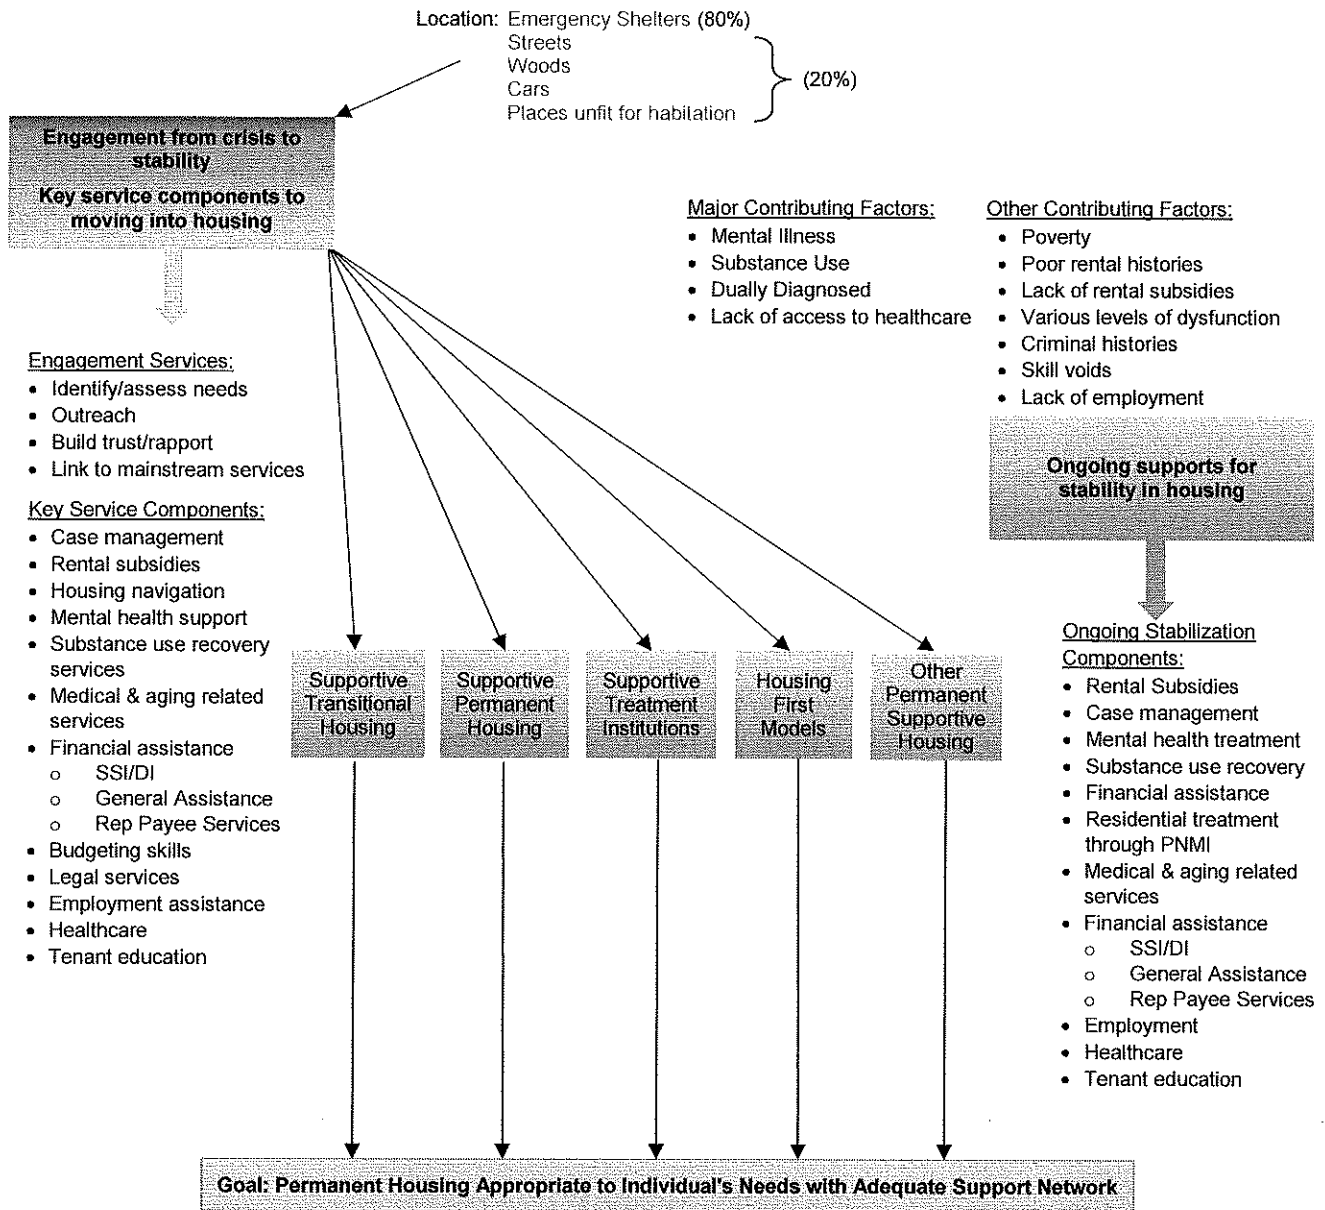 Location: Emergency Shelters (80%)
Streets
Woods
Cars
Places unfit for habilation
(20%)
Engagement from crisis to
stability
Key service components to
moving into housing
Major Contributing Factors:
• Mental Illness
• Substance Use
• Dually Diagnosed
• Lack of access to healthcare
Other Contributing Factors:
• Poverty
• Poor rental histories
• Lack of rental subsidies
• Various levels of dysfunction
• Criminal histories
• Skill voids
• Lack of employment
Engagement Services:
• Identify/assess needs
• Outreach
• Build trust/rapport
• Link to mainstream services
Key Service Components:
• Case management
• Rental subsidies
• Housing navigation
• Mental health support
• Substance use recovery
services
• Medical & aging related
services
• Financial assistance
o SSI/DI
o General Assistance
o Rep Payee Services
• Budgeting skills
• Legal services
• Employment assistance
• Healthcare
• Tenant education
Supportive
Transitional
Housing
Supportive
Permanent
Housing
Supportive
Treatment
Institutions
Housing
First
Models
Other
Permanent
Supportive
Housing
Ongoing supports for
stability in housing
Ongoing Stabilization
Components:
• Rental Subsidies
• Case management
• Mental health treatment
• Substance use recovery
• Financial assistance
• Residential treatment
through PNMI
• Medical & aging related
services
• Financial assistance
o SSI/DI
o General Assistance
o Rep Payee Services
• Employment
• Healthcare
• Tenant education
Goal: Permanent Housing Appropriate to Individual's Needs with Adequate Support Network